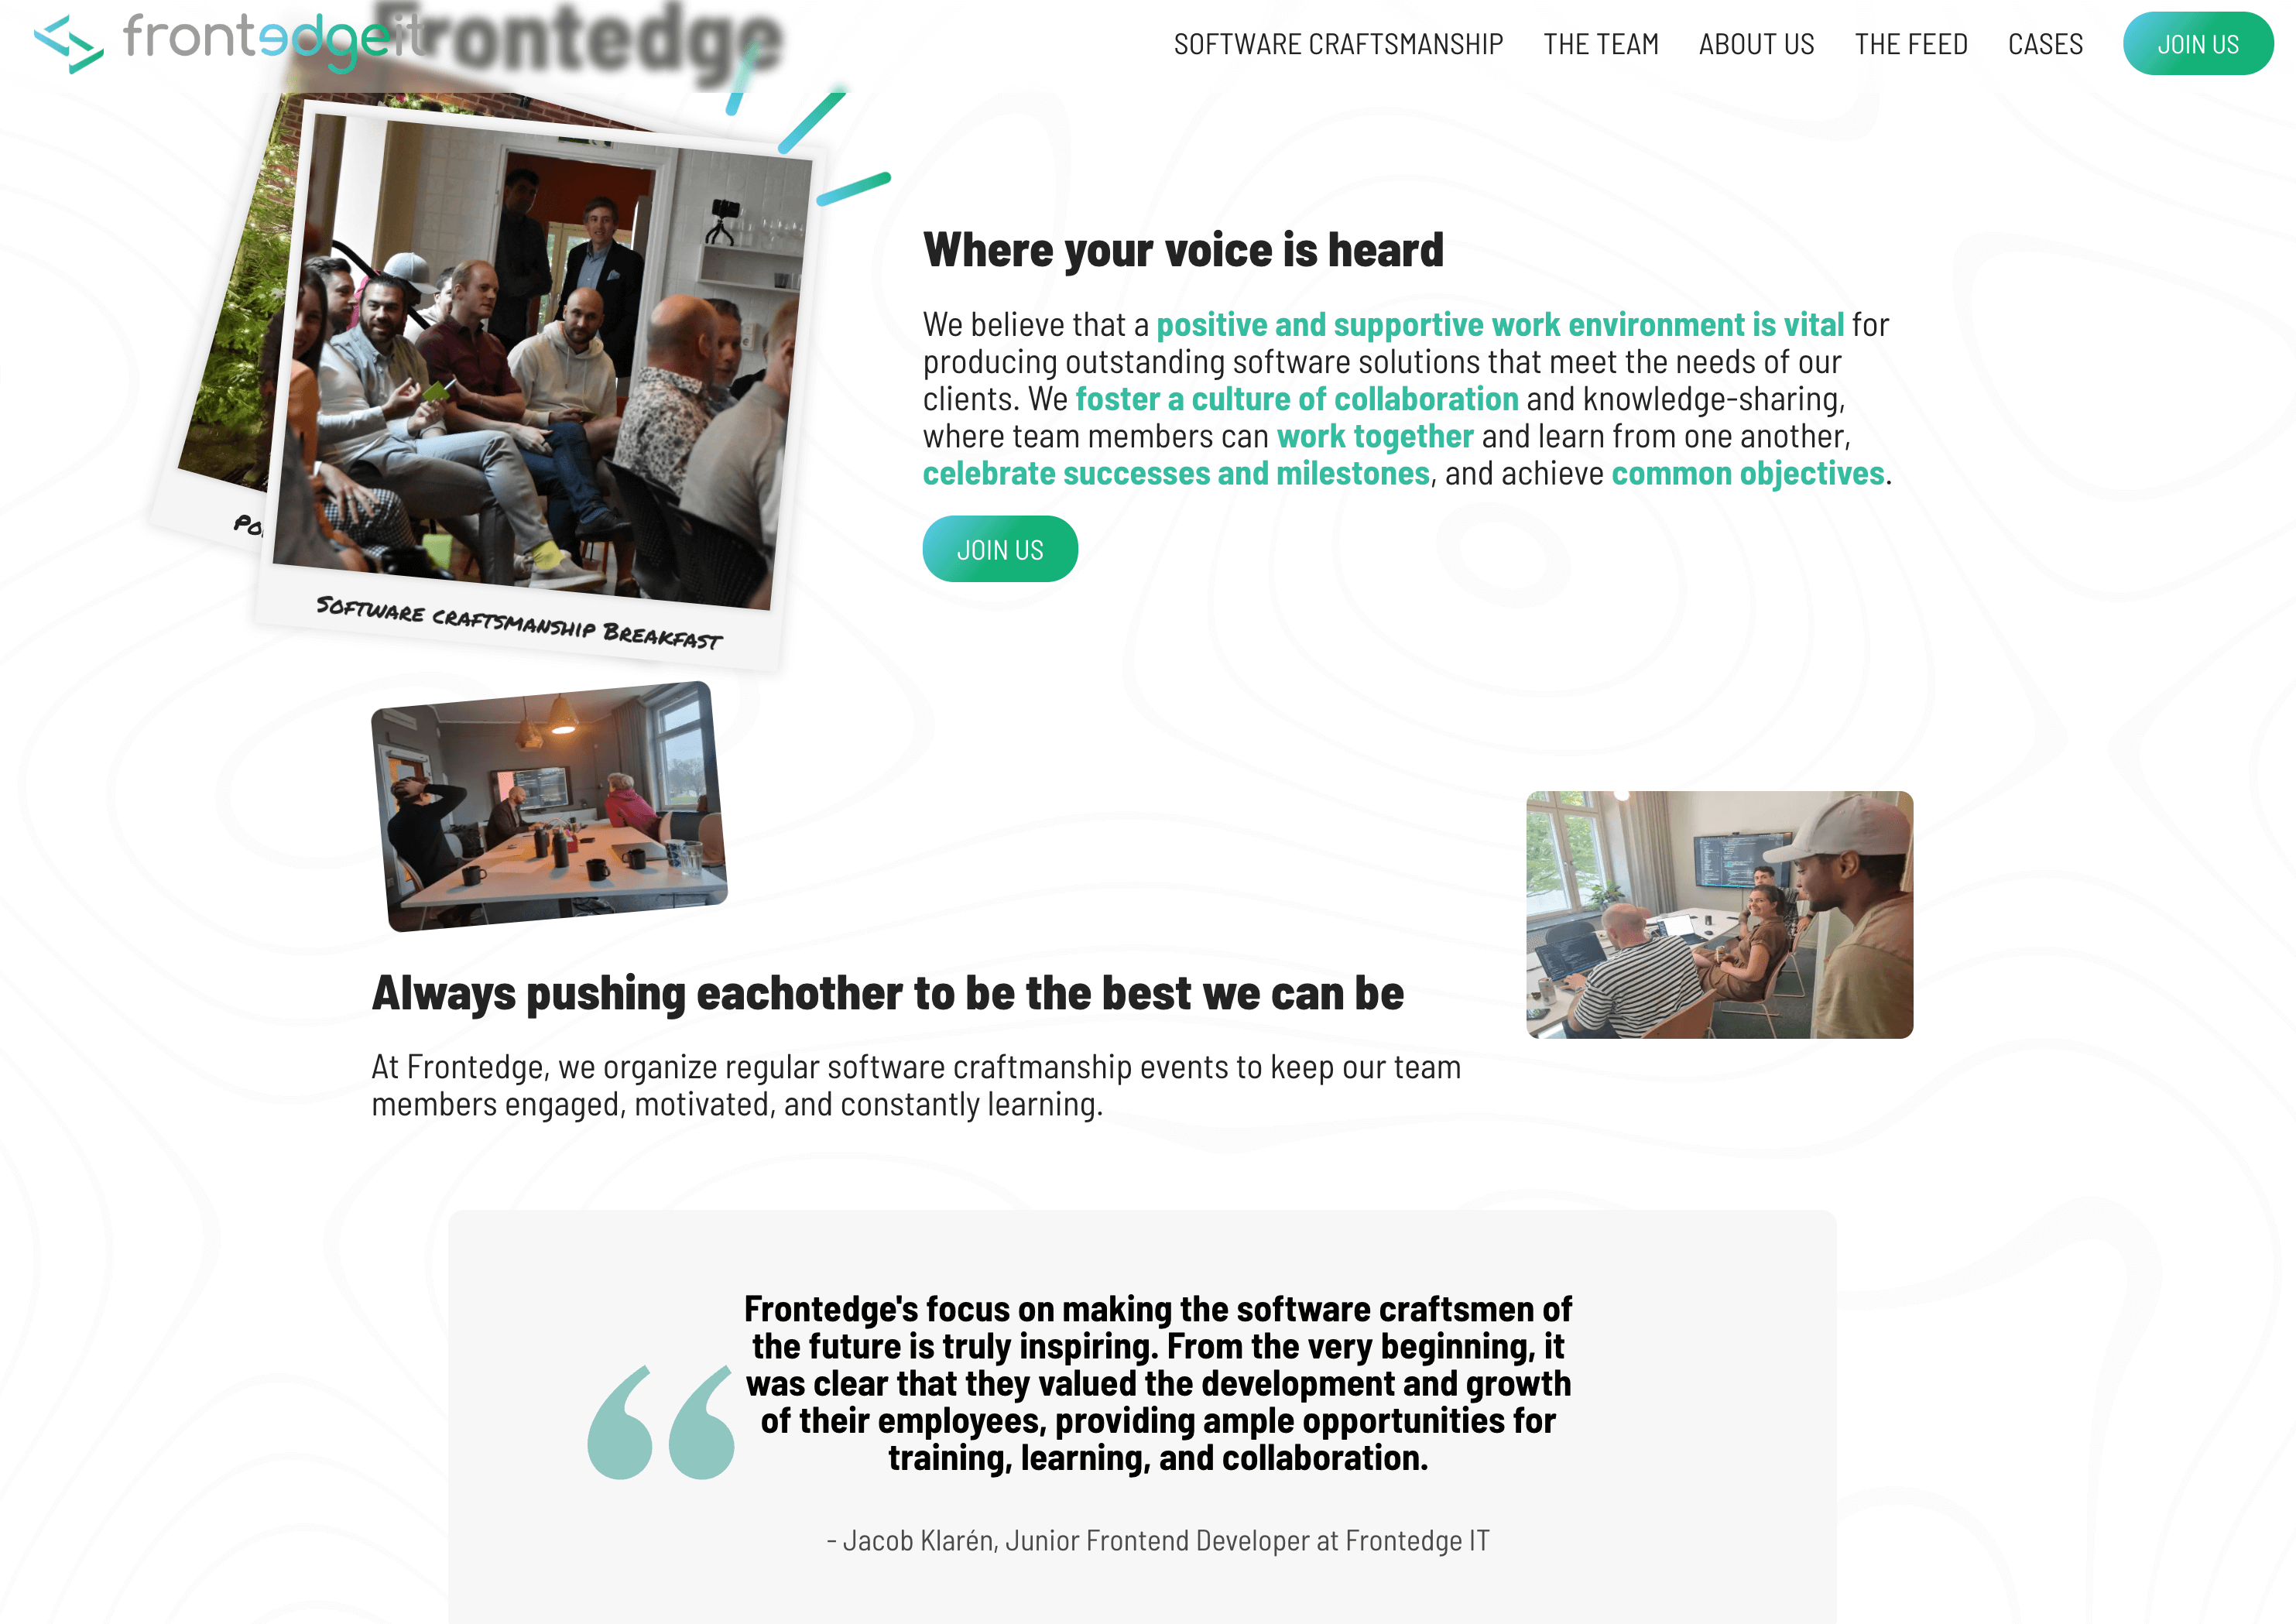 frontedgeit
Frontedge
SOFTWARE CRAFTSMANSHIP
THE TEAM
ABOUT US
THE FEED
CASES
JOIN US
SOFTWARE CRAFTSMANSHIP BREAKFAST
Where your voice is heard
We believe that a positive and supportive work environment is vital for
producing outstanding software solutions that meet the needs of our
clients. We foster a culture of collaboration and knowledge-sharing,
where team members can work together and learn from one another,
celebrate successes and milestones, and achieve common objectives.
JOIN US
Always pushing eachother to be the best we can be
At Frontedge, we organize regular software craftmanship events to keep our team
members engaged, motivated, and constantly learning.
“
Frontedge's focus on making the software craftsmen of
the future is truly inspiring. From the very beginning, it
was clear that they valued the development and growth
of their employees, providing ample opportunities for
training, learning, and collaboration.
- Jacob Klarén, Junior Frontend Developer at Frontedge IT